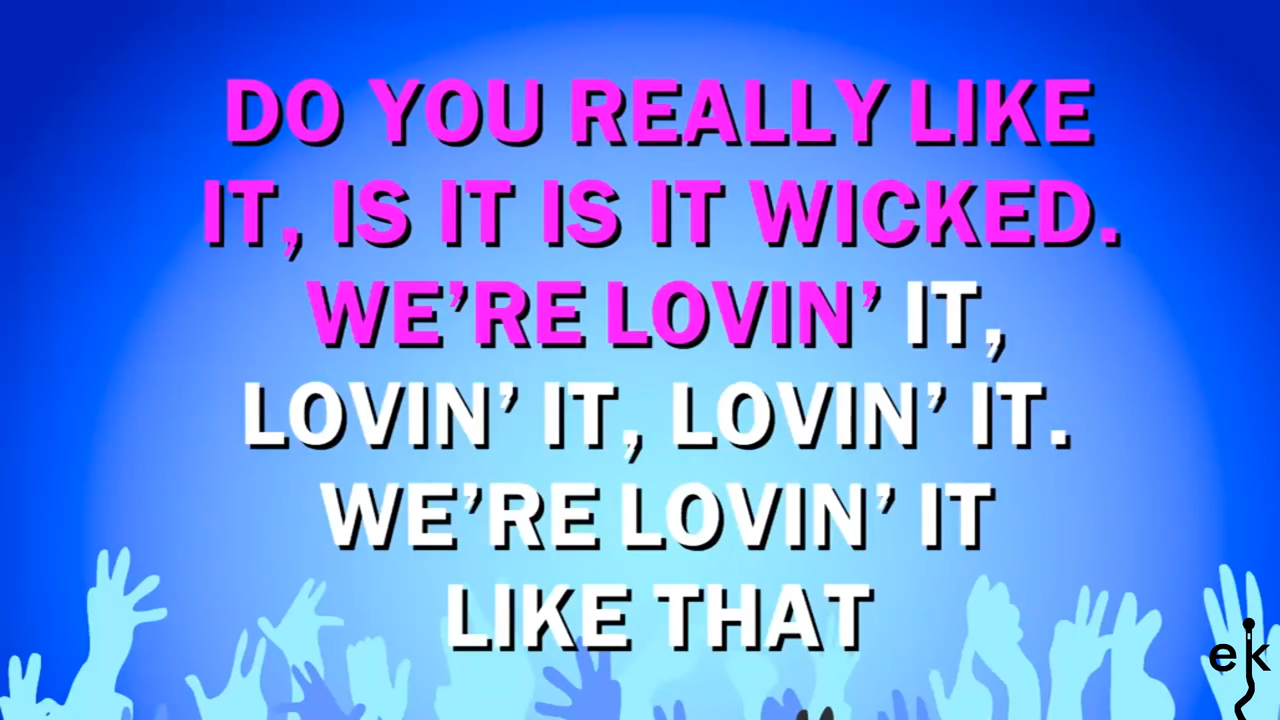 DO YOU REALLY LIKE
IT, IS IT IS IT WICKED.
WE’RE LOVIN’ IT,
LOVIN’ IT, LOVIN’ IT.
WE’RE LOVIN’ IT
LIKE THAT
ek